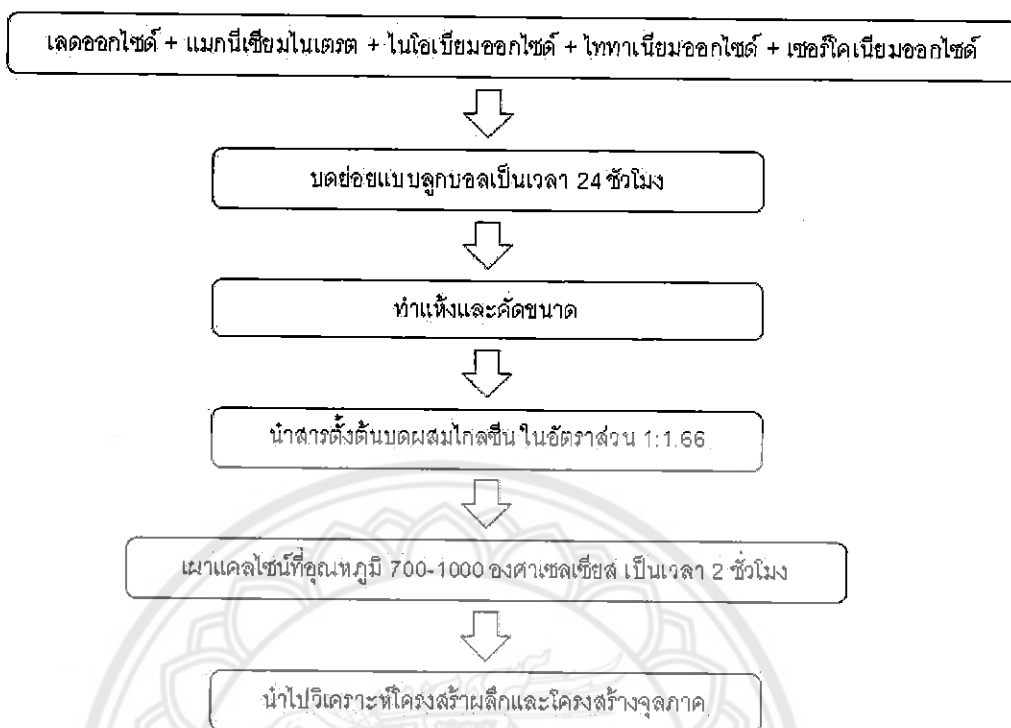 เลดออกไซด์ + แมกนีเซียมไนเตรต + ไนโอเบียมออกไซด์ + ไททาเนียมออกไซด์ + เซอร์โคเนียมออกไซด์
บดย่อยแบบลูกบอลเป็นเวลา 24 ชั่วโมง
ทำแห้งและคัดขนาด
นำสารตั้งต้นบดผสมไกลซีน ในอัตราส่วน 1:1.66
เผาแคลไซน์ที่อุณหภูมิ 700-1000 องศาเซลเซียส เป็นเวลา 2 ชั่วโมง
นำไปวิเคราะห์โครงสร้าผลึกและโครงสร้างจุลภาค